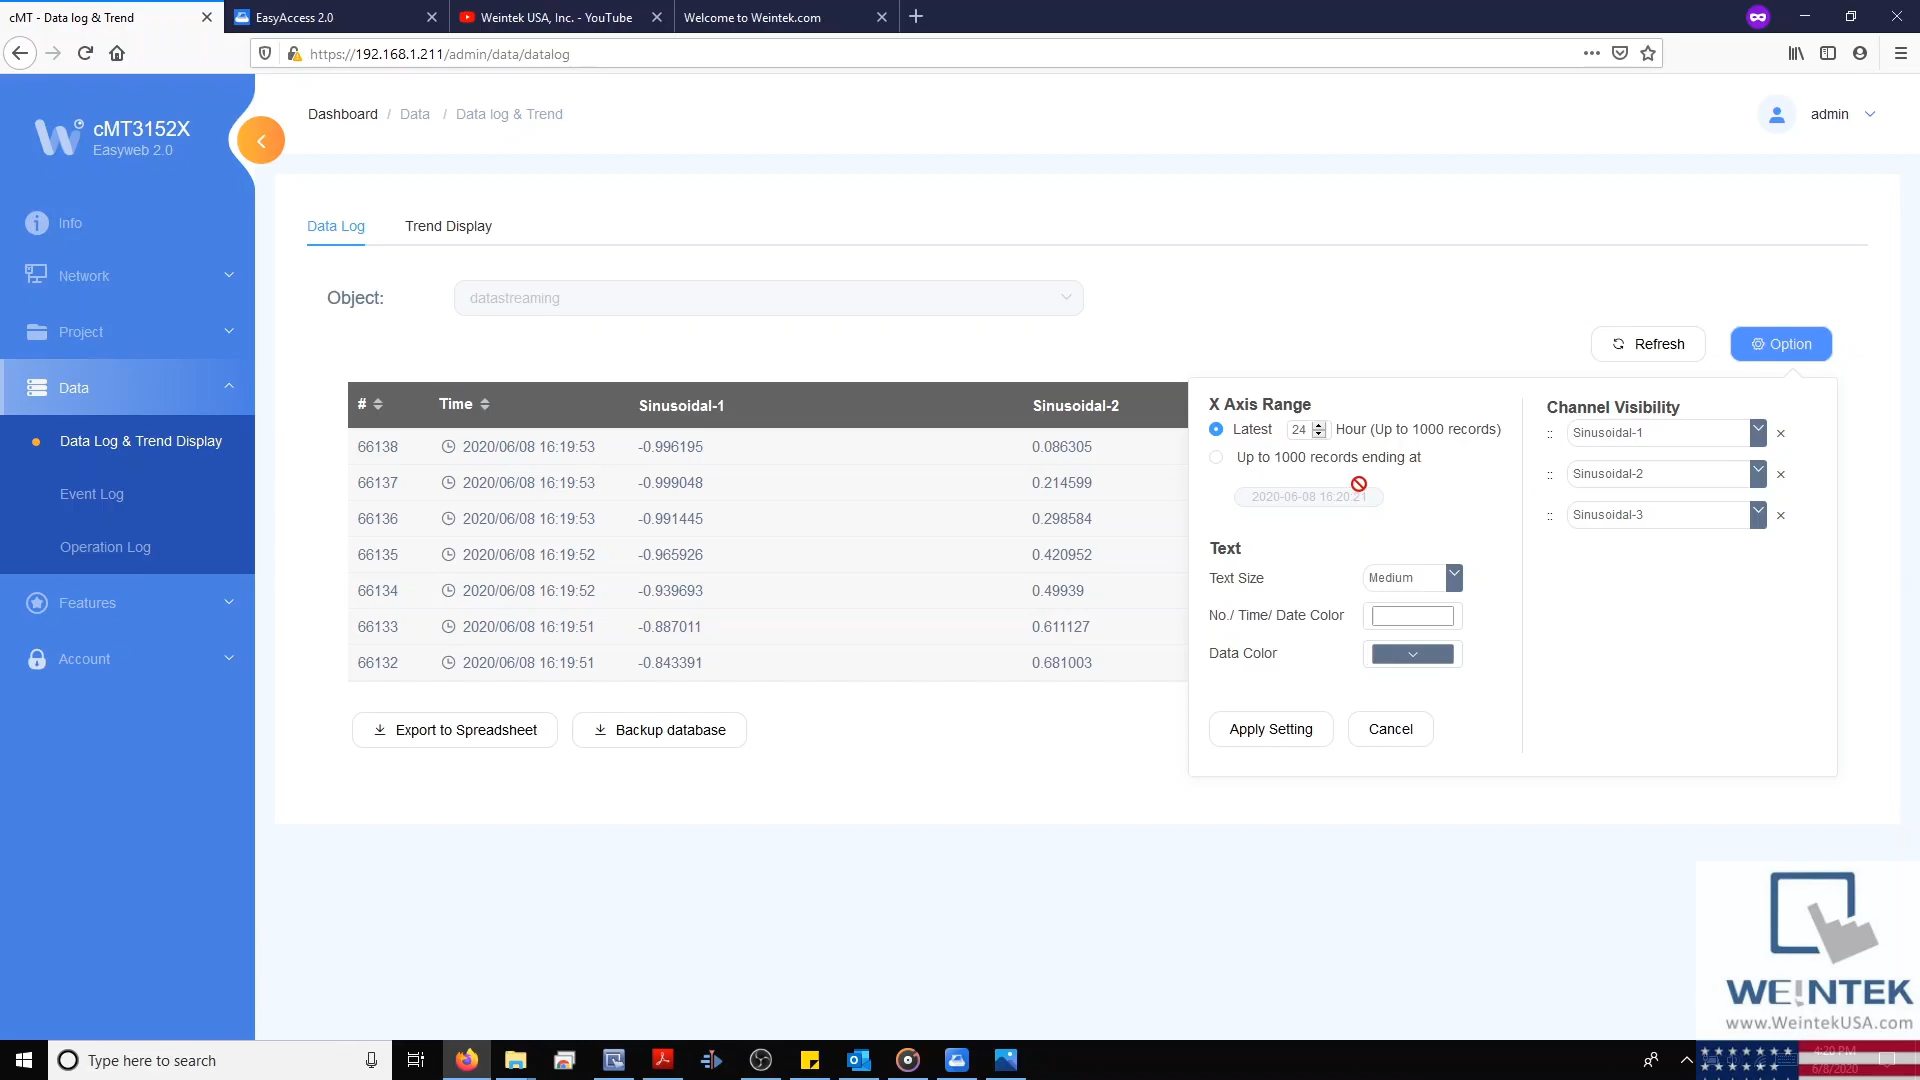 cMT - Data log & Trend
EasyAccess 2.0
Weintek USA, Inc. - YouTube
Welcome to Weintek.com
https://192.168.1.211/admin/data/datalog
cMT3152X
Easyweb 2.0
Dashboard / Data / Data log & Trend
admin
Info
Network
Project
Data
Data Log & Trend Display
Event Log
Operation Log
Features
Account
Data Log
Trend Display
Object:
datastreaming
Refresh
Option
# Time Sinusoidal-1 Sinusoidal-2
66138 2020/06/08 16:19:53 -0.996195 0.086305
66137 2020/06/08 16:19:53 -0.999048 0.214599
66136 2020/06/08 16:19:53 -0.991445 0.298584
66135 2020/06/08 16:19:52 -0.965926 0.420952
66134 2020/06/08 16:19:52 -0.939693 0.49939
66133 2020/06/08 16:19:51 -0.887011 0.611127
66132 2020/06/08 16:19:51 -0.843391 0.681003
Export to Spreadsheet
Backup database
X Axis Range
Latest 24 Hour (Up to 1000 records)
Up to 1000 records ending at
2020-06-08 16:20:21
Text
Text Size Medium
No./ Time/ Date Color
Data Color
Apply Setting
Cancel
Channel Visibility
:: Sinusoidal-1
:: Sinusoidal-2
:: Sinusoidal-3
WEINTEK
www.WeintekUSA.com
Type here to search
4:20 PM
6/8/2020